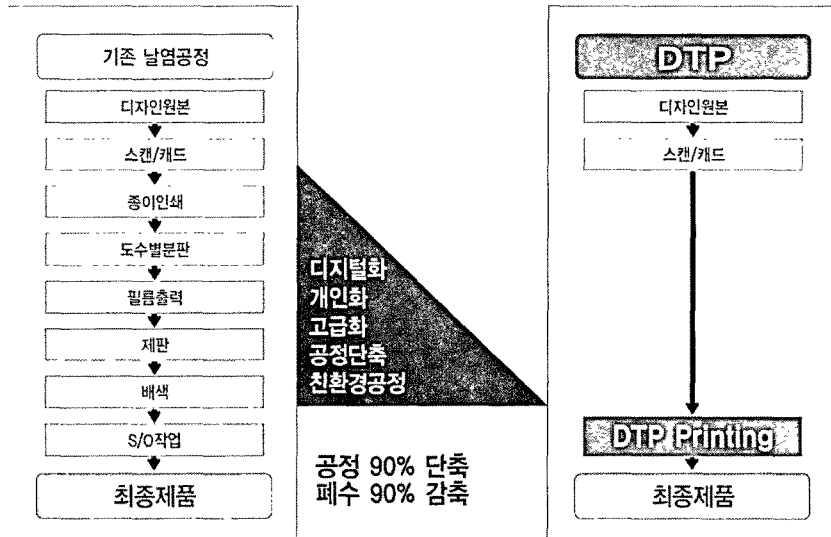 기존 날염공정
디자인원본
스캔/캐드
종이인쇄
도수별분판
필름출력
제판
배색
S/O작업
최종제품
디지털화
개인화
고급화
공정단축
친환경공정
공정 90% 단축
폐수 90% 감축
DTP
디자인원본
스캔/캐드
DTP Printing
최종제품